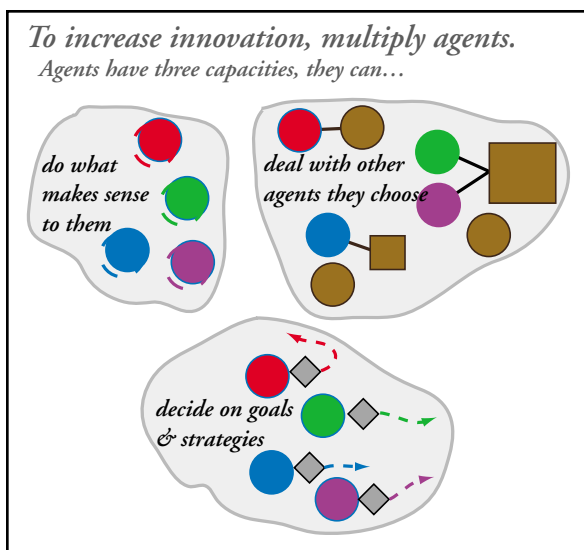 To increase innovation, multiply agents.
Agents have three capacities, they can…
do what
makes sense
to them
deal with other
agents they choose
decide on goals
& strategies